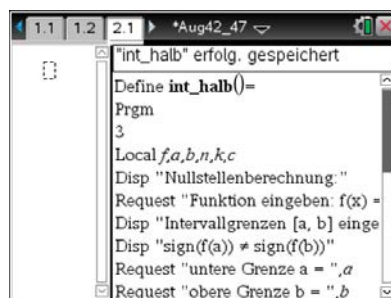 1.1 1.2 2.1 *Aug42_47
"int_halb" erfolg. gespeichert
Define int_halb()=
Prgm
3
Local f,a,b,n,k,c
Disp "Nullstellenberechnung:"
Request "Funktion eingeben: f(x) =
Disp "Intervallgrenzen [a, b] einge
Disp "sign(f(a)) ≠ sign(f(b))"
Request "untere Grenze a = ",a
Request "obere Grenze b = ",b